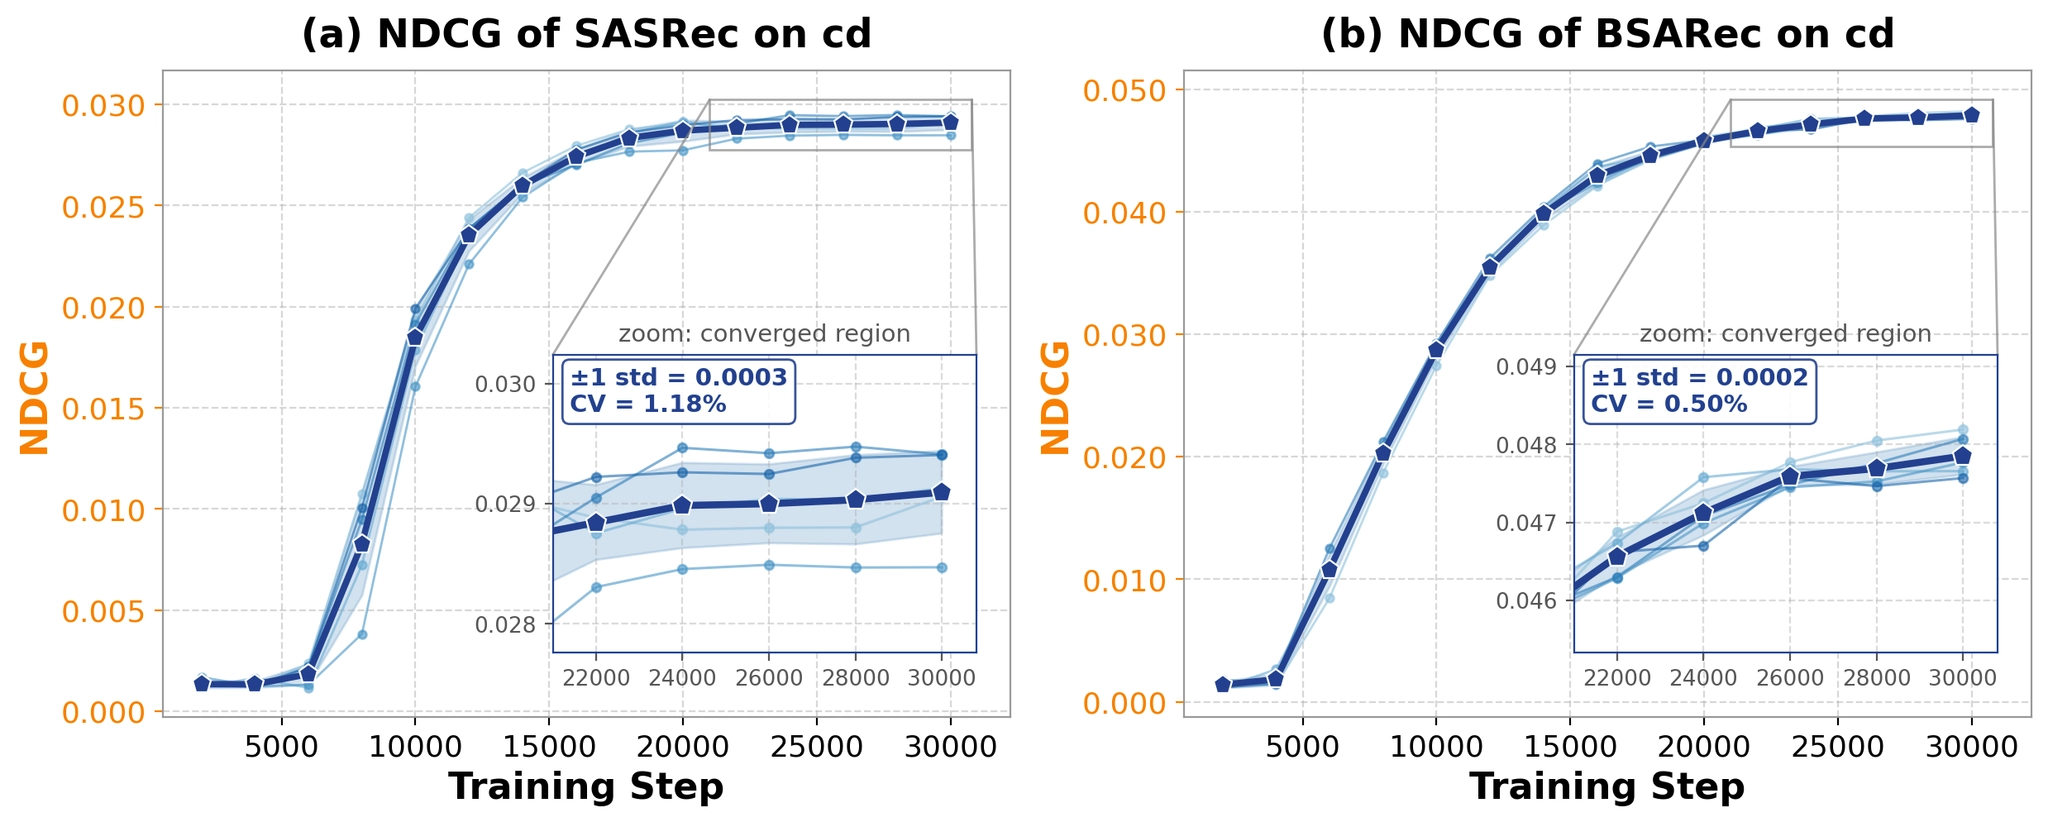 (a) NDCG of SASRec on cd
NDCG
0.030
0.025
0.020
0.015
0.010
0.005
0.000
5000 10000 15000 20000 25000 30000
Training Step
zoom: converged region
±1 std = 0.0003
CV = 1.18%
0.030
0.029
0.028
22000 24000 26000 28000 30000
(b) NDCG of BSARec on cd
NDCG
0.050
0.040
0.030
0.020
0.010
0.000
5000 10000 15000 20000 25000 30000
Training Step
zoom: converged region
±1 std = 0.0002
CV = 0.50%
0.049
0.048
0.047
0.046
22000 24000 26000 28000 30000